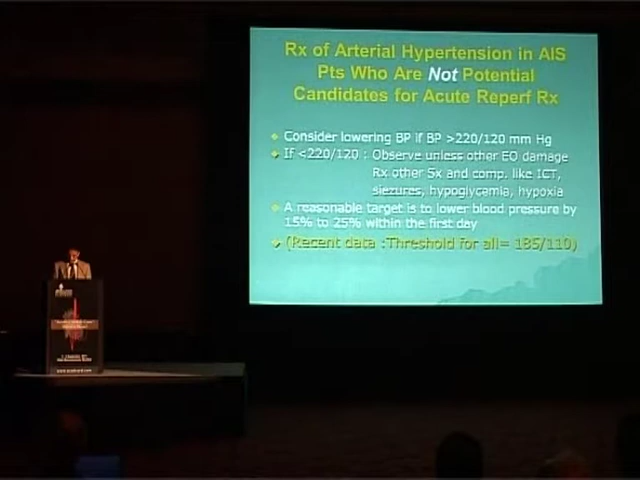 Rx of Arterial Hypertension in AIS
Pts Who Are Not Potential
Candidates for Acute Reperf Rx
Consider lowering BP if BP >220/120 mm Hg
If <220/120 : Observe unless other EO damage
Rx other Sx and comp. like ICT,
siezures, hypoglycemia, hypoxia
A reasonable target is to lower blood pressure by
15% to 25% within the first day
(Recent data :Threshold for all= 185/110)